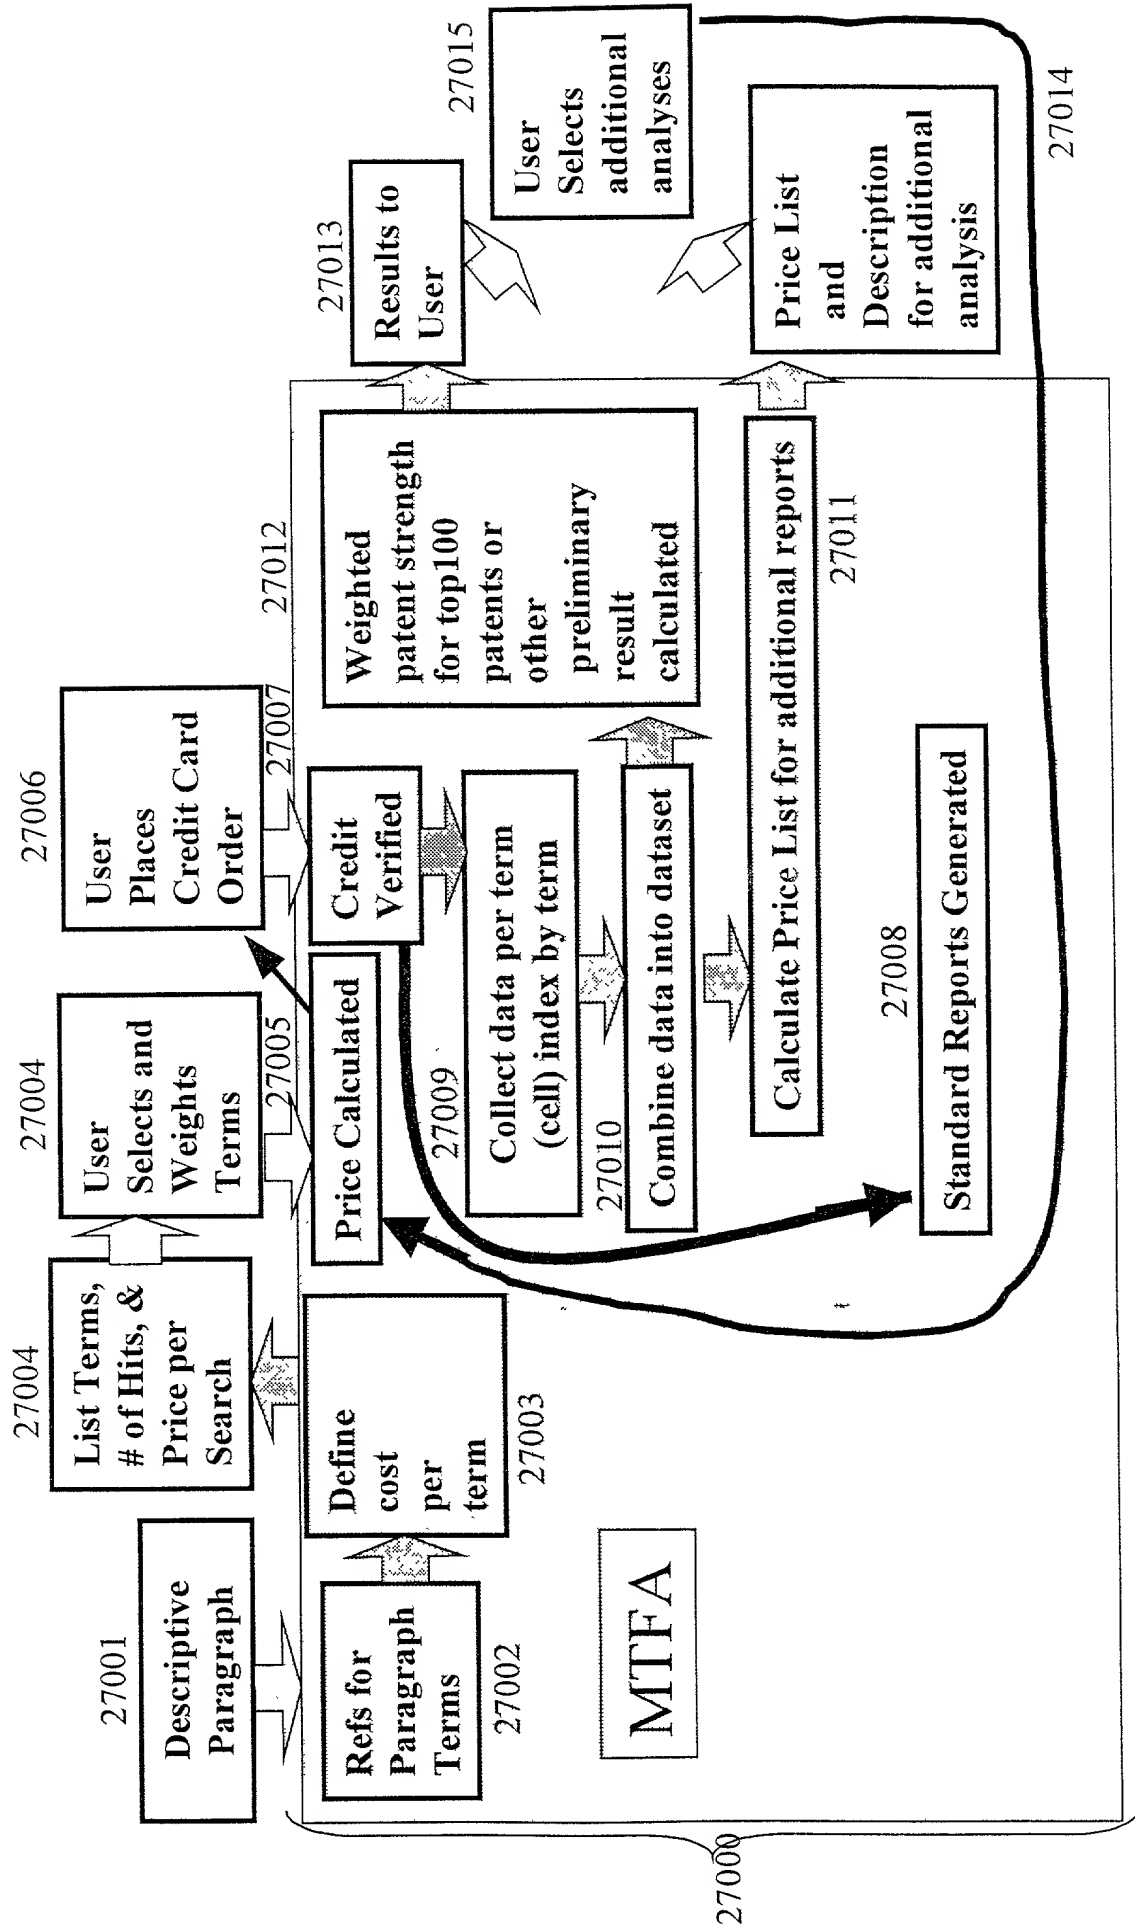 27001
Descriptive
Paragraph
27004
List Terms,
# of Hits, &
Price per
Search
27004
User
Selects and
Weights
Terms
27006
User
Places
Credit Card
Order
27002
Refs for
Paragraph
Terms
27003
Define
cost
per
term
27005
Price Calculated
27007
Credit
Verified
27009
Collect data per term
(cell) index by term
27010
Combine data into dataset
27012
Weighted
patent strength
for top100
patents or
other
preliminary
result
calculated
27013
Results to
User
27015
User
Selects
additional
analyses
Calculate Price List for additional reports
27011
Price List
and
Description
for additional
analysis
27014
27008
Standard Reports Generated
MTFA
27000